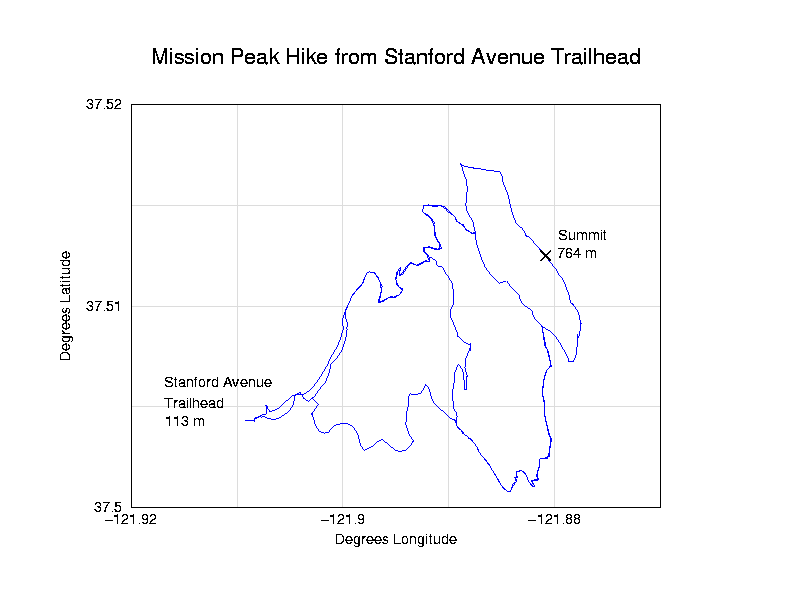 Mission Peak Hike from Stanford Avenue Trailhead
37.52
Summit
764 m
37.51
Degrees Latitude
Stanford Avenue
Trailhead
113 m
37.5
−121.92
−121.9
−121.88
Degrees Longitude